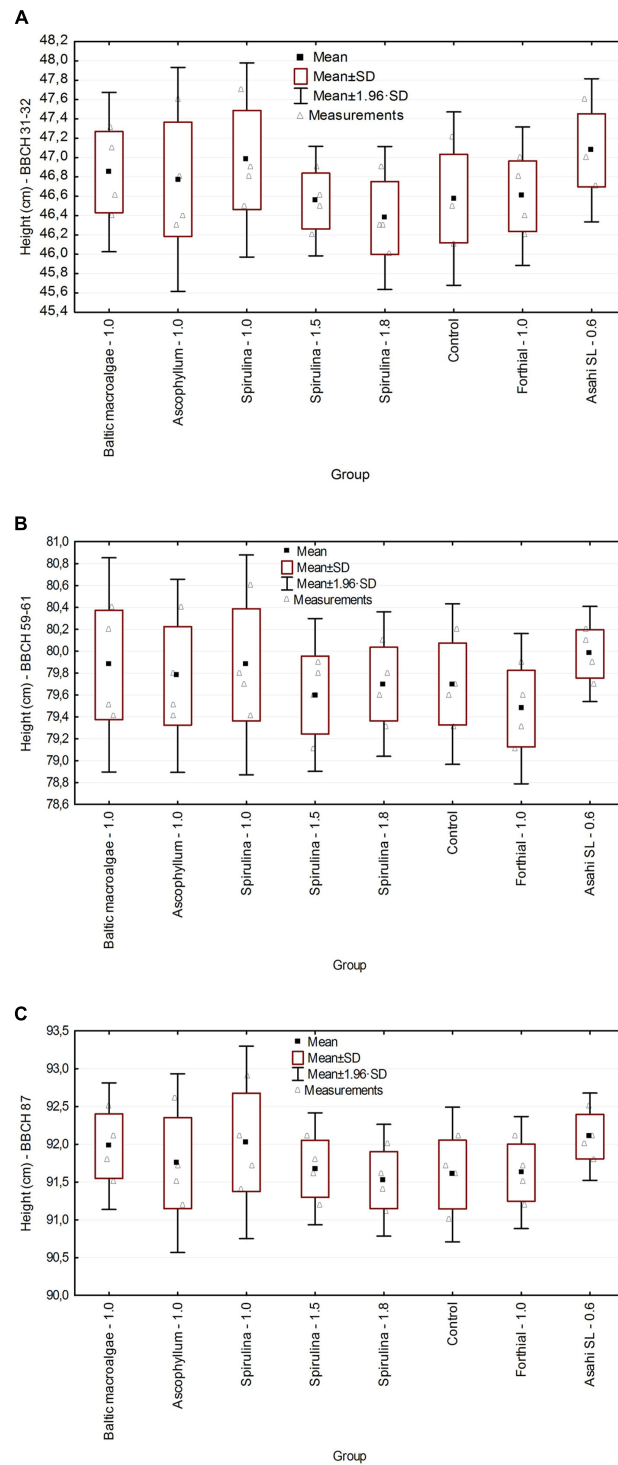 A
48,2
48,0
47,8
47,6
47,4
47,2
47,0
46,8
46,6
46,4
46,2
46,0
45,8
45,6
45,4
Height (cm) - BBCH 31-32
Mean
Mean±SD
Mean±1.96·SD
Measurements
Baltic macroalgae - 1.0
Ascophyllum - 1.0
Spirulina - 1.0
Spirulina - 1.5
Spirulina - 1.8
Control
Forthial - 1.0
Asahi SL - 0.6
Group
B
81,0
80,8
80,6
80,4
80,2
80,0
79,8
79,6
79,4
79,2
79,0
78,8
78,6
Height (cm) - BBCH 59-61
Mean
Mean±SD
Mean±1.96·SD
Measurements
Baltic macroalgae - 1.0
Ascophyllum - 1.0
Spirulina - 1.0
Spirulina - 1.5
Spirulina - 1.8
Control
Forthial - 1.0
Asahi SL - 0.6
Group
C
93,5
93,0
92,5
92,0
91,5
91,0
90,5
90,0
Height (cm) - BBCH 87
Mean
Mean±SD
Mean±1.96·SD
Measurements
Baltic macroalgae - 1.0
Ascophyllum - 1.0
Spirulina - 1.0
Spirulina - 1.5
Spirulina - 1.8
Control
Forthial - 1.0
Asahi SL - 0.6
Group